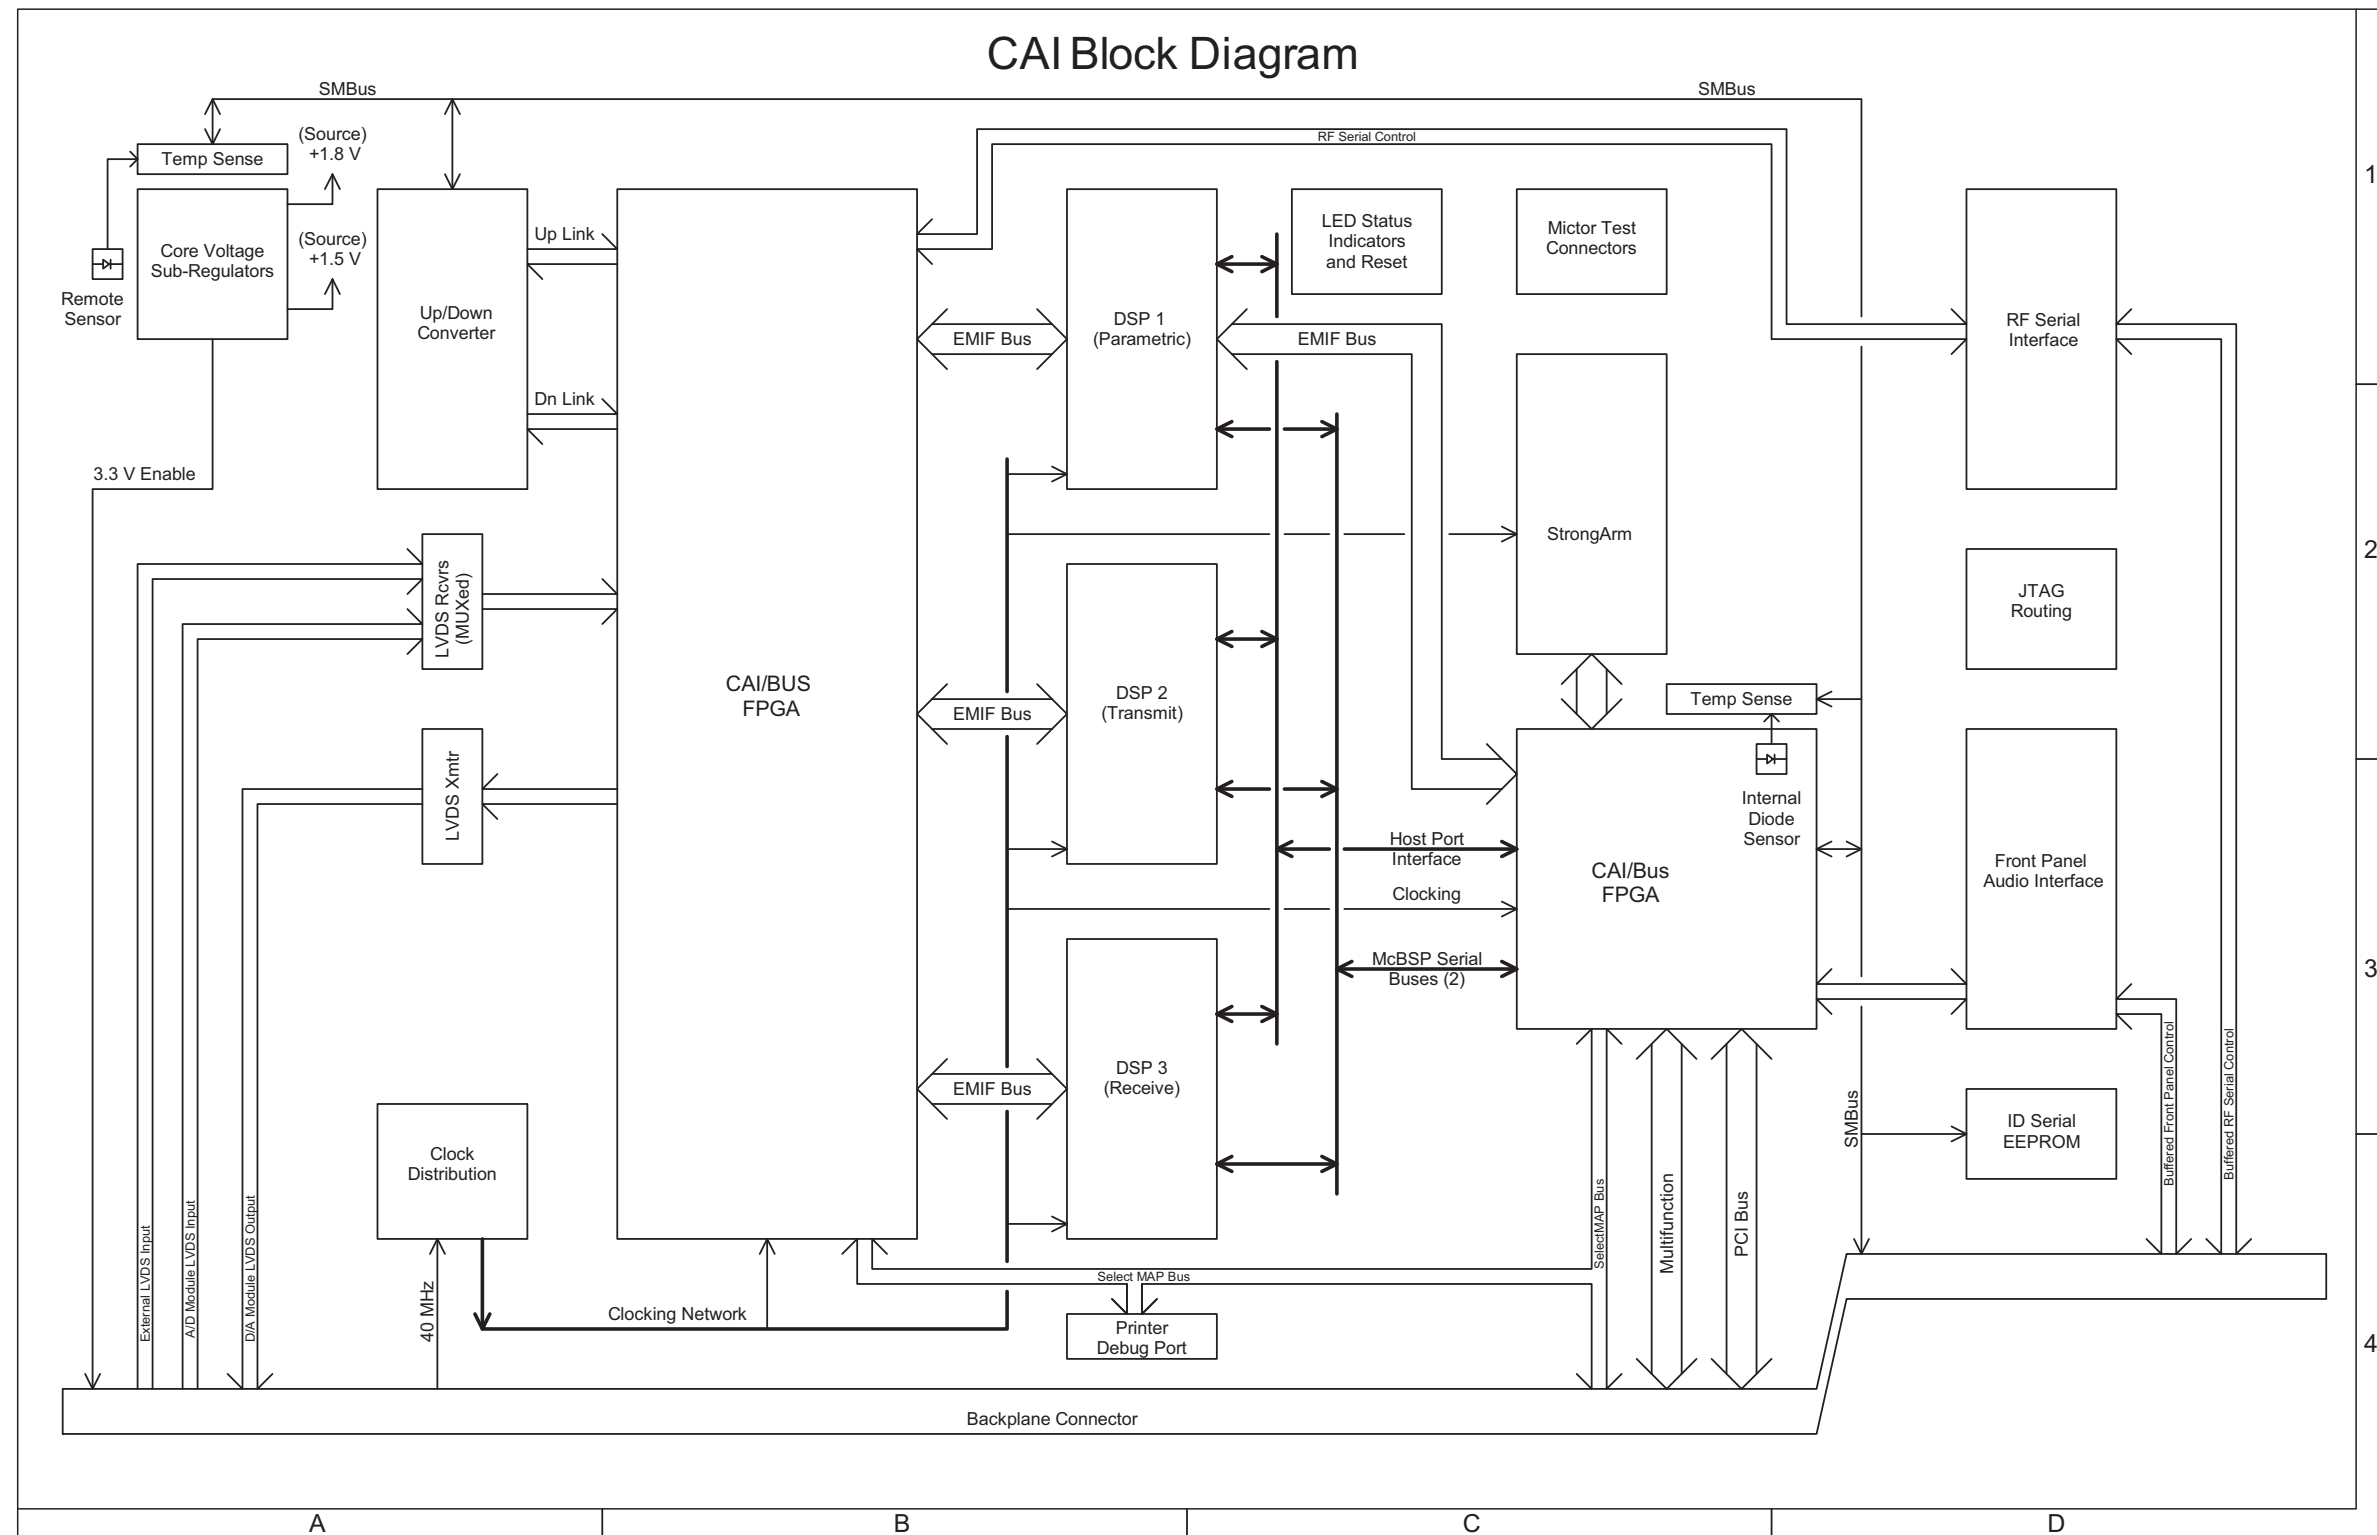 CAI Block Diagram
SMBus
SMBus
(Source)
+1.8 V
RF Serial Control
Temp Sense
1
Core Voltage
Sub-Regulators
(Source)
+1.5 V
Remote
Sensor
Up/Down
Converter
Up Link
Dn Link
3.3 V Enable
CAI/BUS
FPGA
EMIF Bus
DSP 1
(Parametric)
EMIF Bus
LED Status
Indicators
and Reset
Mictor Test
Connectors
RF Serial
Interface
LVDS Rcvrs
(MUXed)
StrongArm
JTAG
Routing
2
EMIF Bus
DSP 2
(Transmit)
Temp Sense
LVDS Xmtr
Internal
Diode
Sensor
Host Port
Interface
CAI/Bus
FPGA
Front Panel
Audio Interface
Clocking
McBSP Serial
Buses (2)
3
EMIF Bus
DSP 3
(Receive)
Clock
Distribution
SMBus
ID Serial
EEPROM
Buffered Front Panel Control
Buffered RF Serial Control
External LVDS Input
A/D Module LVDS Input
D/A Module LVDS Output
40 MHz
Clocking Network
Select MAP Bus
SelectMAP Bus
Multifunction
PCI Bus
Printer
Debug Port
4
Backplane Connector
A
B
C
D